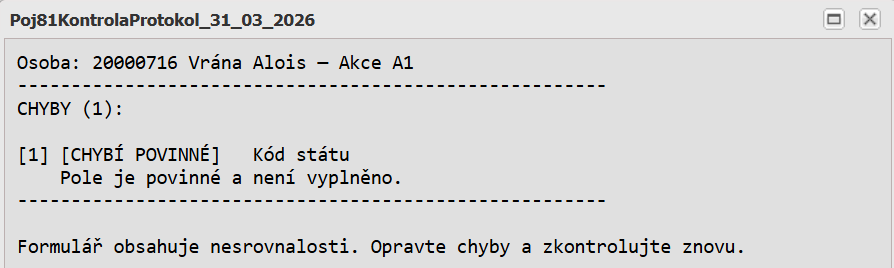 Poj81KontrolaProtokol_31_03_2026
Osoba: 20000716 Vrána Alois — Akce A1
-------------------------------------------------------
CHYBY (1):
[1] [CHYBÍ POVINNÉ]   Kód státu
Pole je povinné a není vyplněno.
-------------------------------------------------------
Formulář obsahuje nesrovnalosti. Opravte chyby a zkontrolujte znovu.